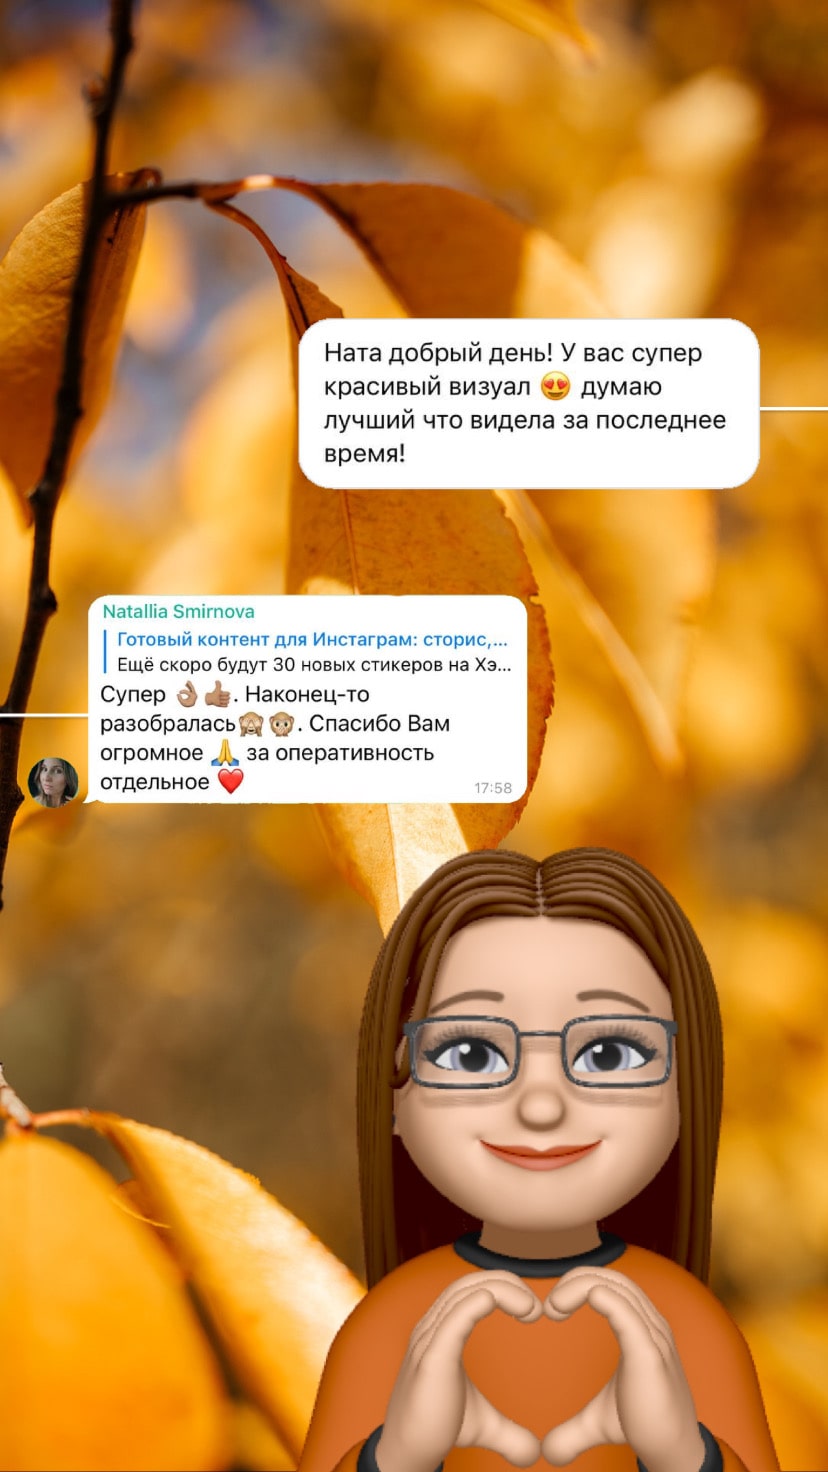 Ната добрый день! У вас супер
красивый визуал 😍 думаю
лучший что видела за последнее
время!
Natallia Smirnova
Готовый контент для Инстаграм: сторис,...
Ещё скоро будут 30 новых стикеров на Хэ...
Супер 👌🏽👍🏽. Наконец-то
разобралась🙈🐵. Спасибо Вам
огромное 🙏 за оперативность
отдельное ❤️
17:58